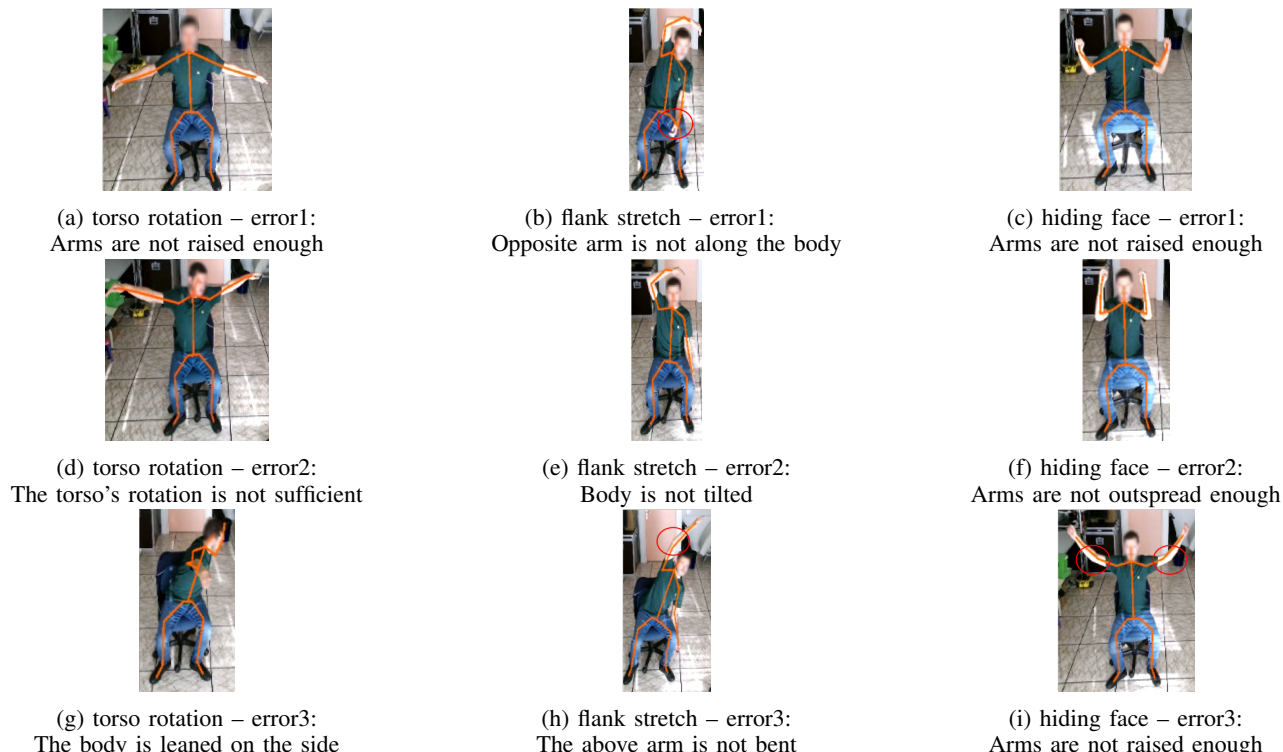 (a) torso rotation – error1:
Arms are not raised enough
(b) flank stretch – error1:
Opposite arm is not along the body
(c) hiding face – error1:
Arms are not raised enough
(d) torso rotation – error2:
The torso's rotation is not sufficient
(e) flank stretch – error2:
Body is not tilted
(f) hiding face – error2:
Arms are not outspread enough
(g) torso rotation – error3:
The body is leaned on the side
(h) flank stretch – error3:
The above arm is not bent
(i) hiding face – error3:
Arms are not raised enough